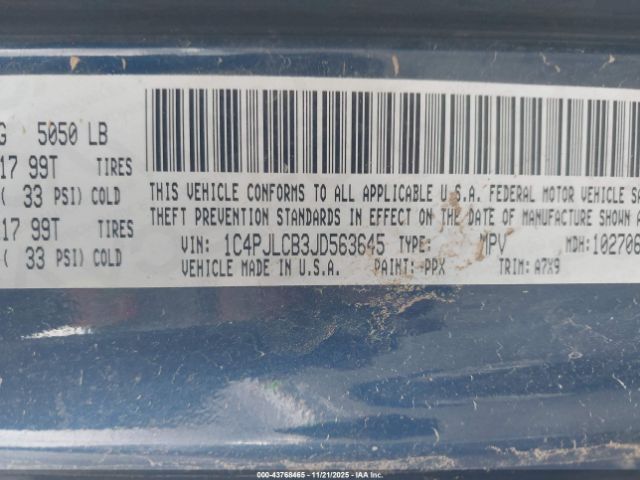 G 5050 LB
17 99T TIRES
( 33 PSI) COLD
17 99T TIRES
( 33 PSI) COLD
THIS VEHICLE CONFORMS TO ALL APPLICABLE U.S.A. FEDERAL MOTOR VEHICLE SA
THEFT PREVENTION STANDARDS IN EFFECT ON THE DATE OF MANUFACTURE SHOWN A
VIN: 1C4PJLCB3JD563645 TYPE: MPV MDH: 102706
VEHICLE MADE IN U.S.A. PAINT: PPX TRIM: A7X9
00-43768465 - 11/21/2025 - IAA Inc.